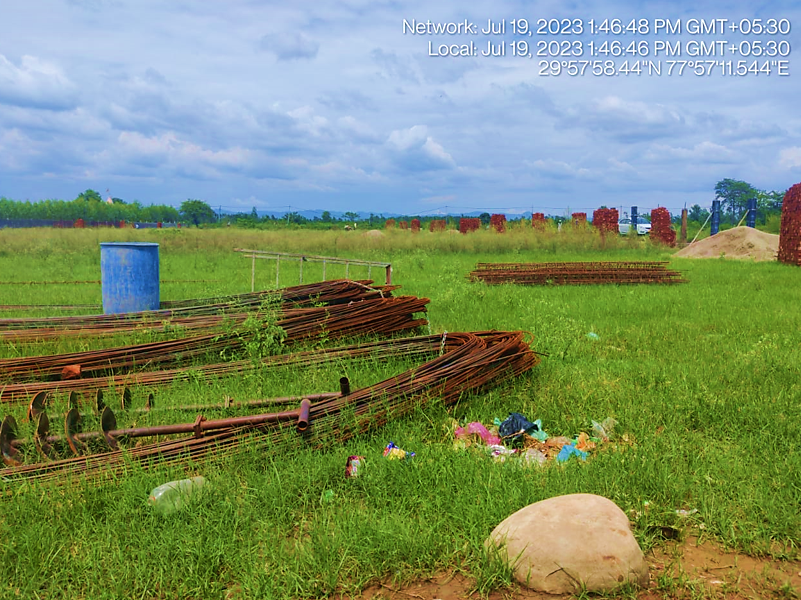 Network: Jul 19, 2023 1:46:48 PM GMT+05:30
Local: Jul 19, 2023 1:46:46 PM GMT+05:30
29°57'58.44"N 77°57'11.544"E